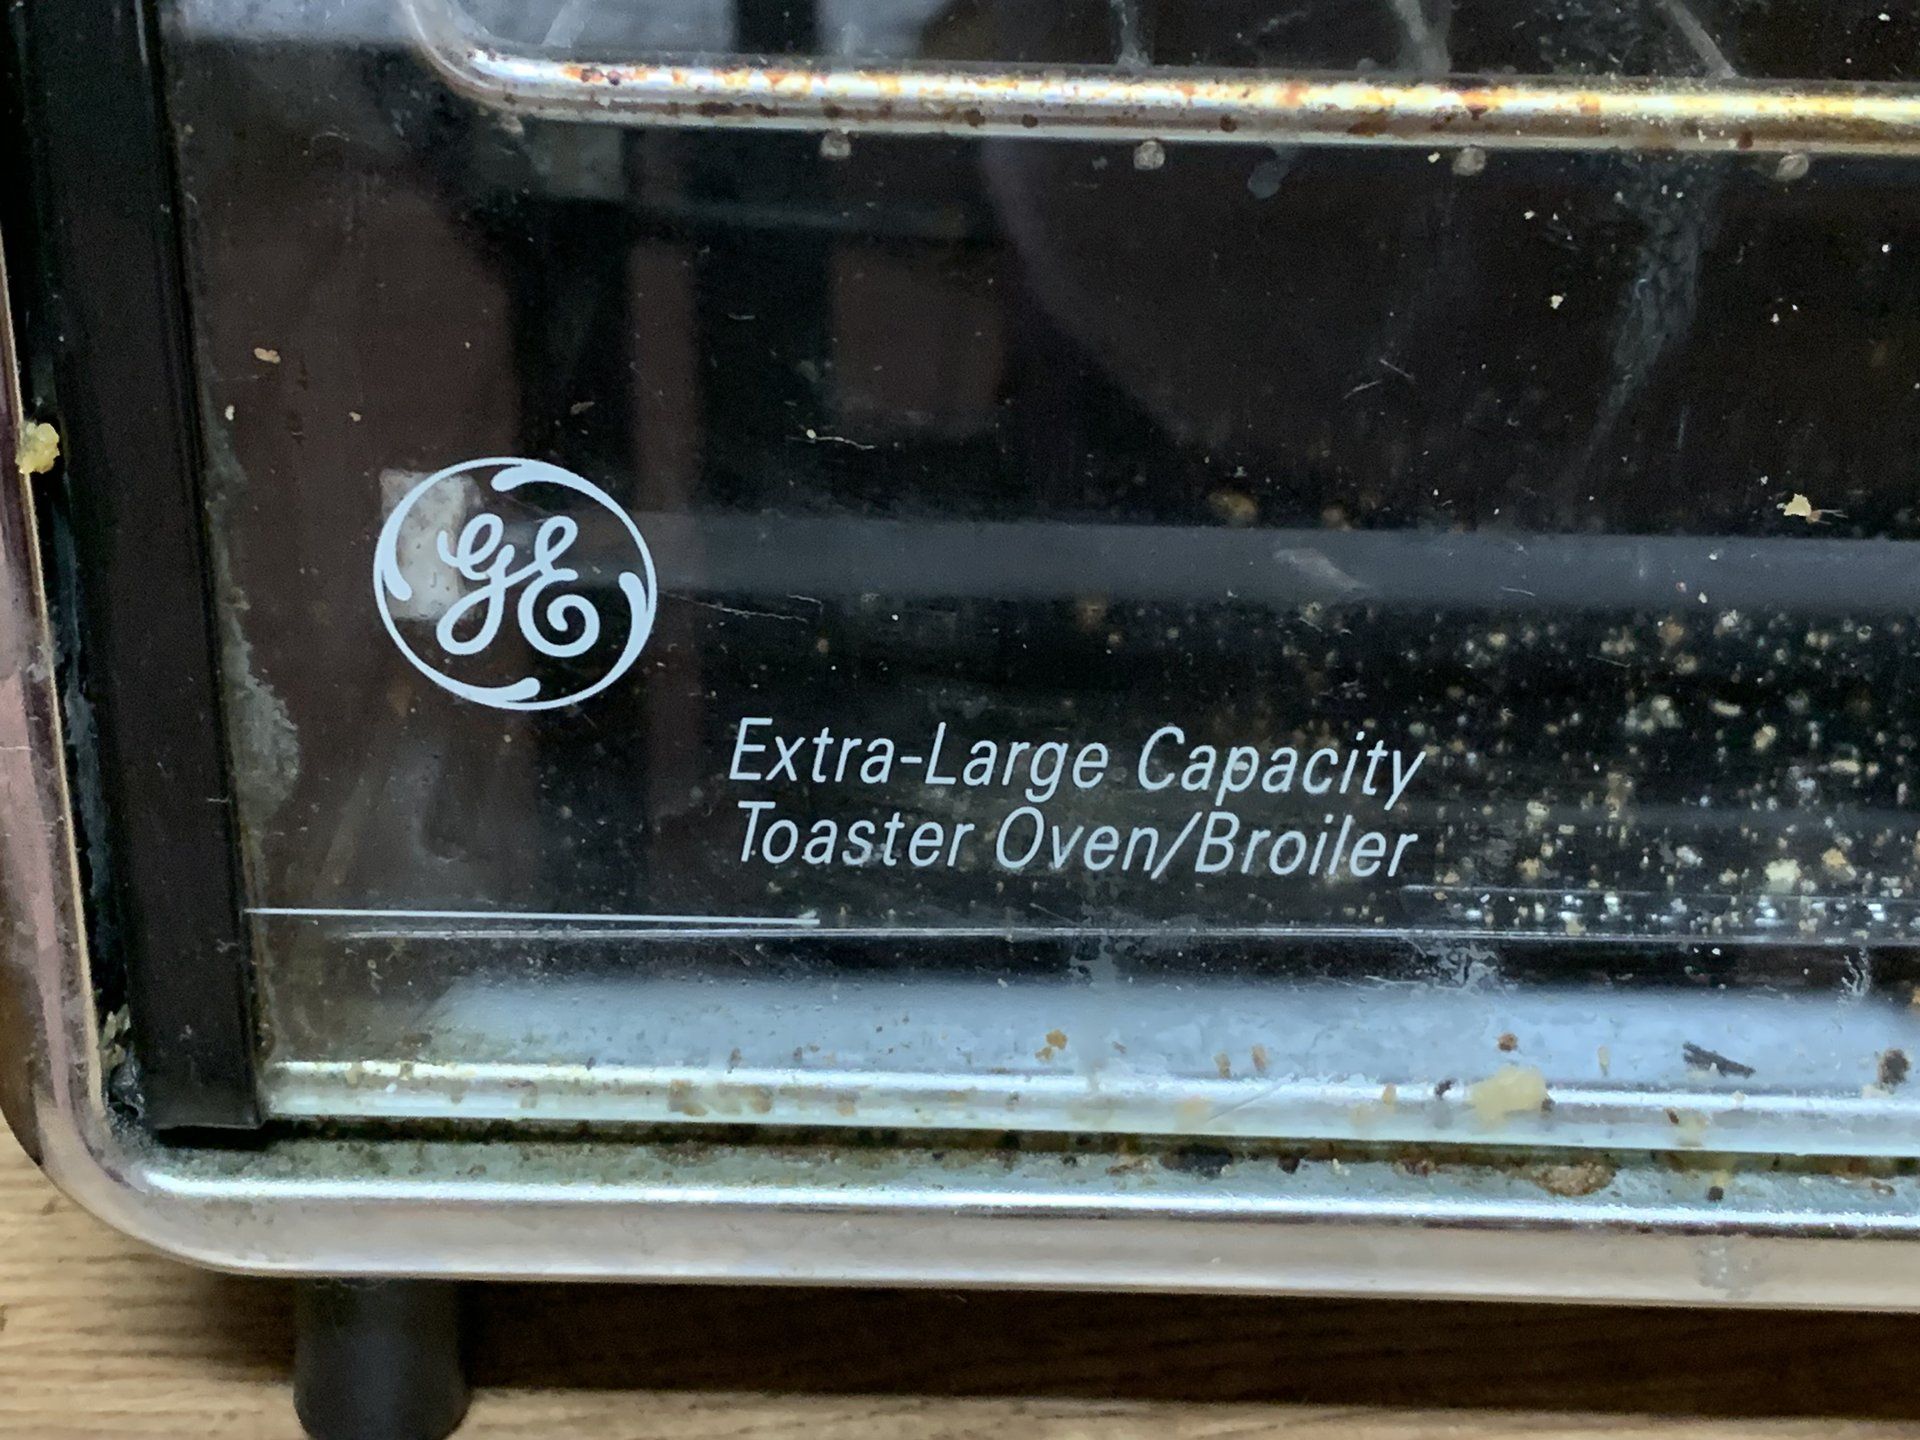 GE
Extra-Large Capacity
Toaster Oven/Broiler